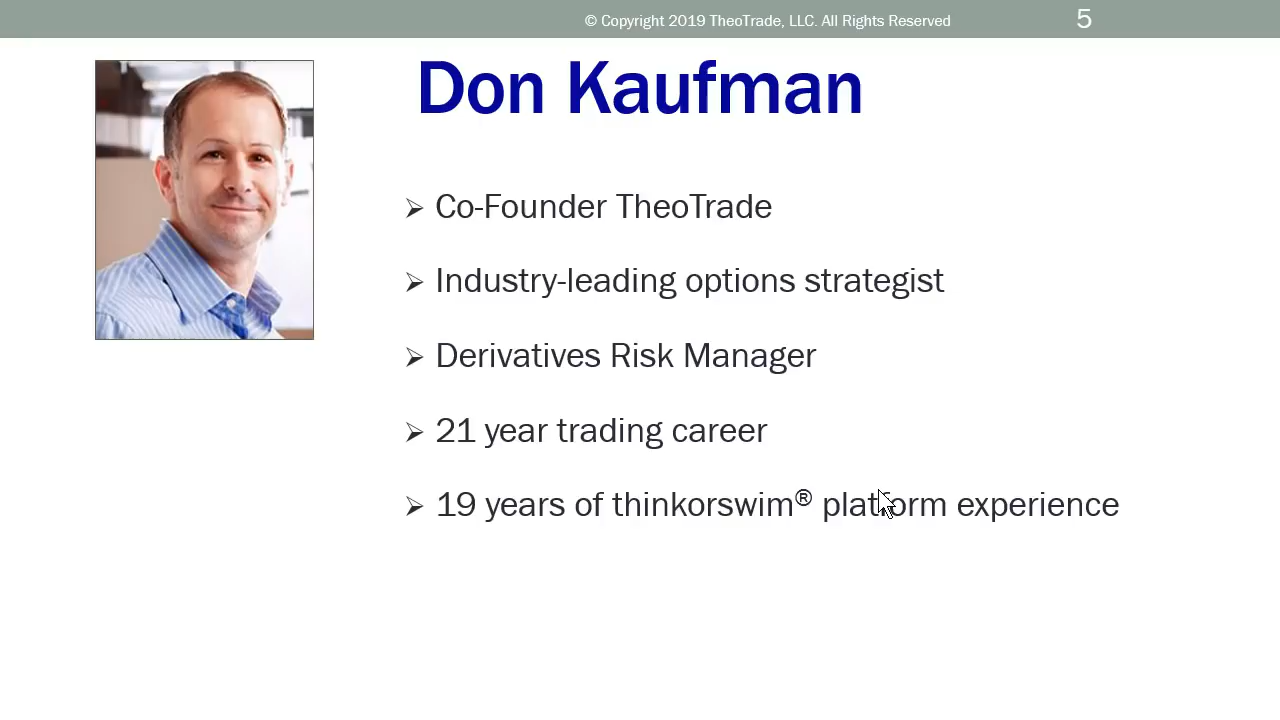 © Copyright 2019 TheoTrade, LLC. All Rights Reserved
5
Don Kaufman
➢ Co-Founder TheoTrade
➢ Industry-leading options strategist
➢ Derivatives Risk Manager
➢ 21 year trading career
➢ 19 years of thinkorswim® platform experience